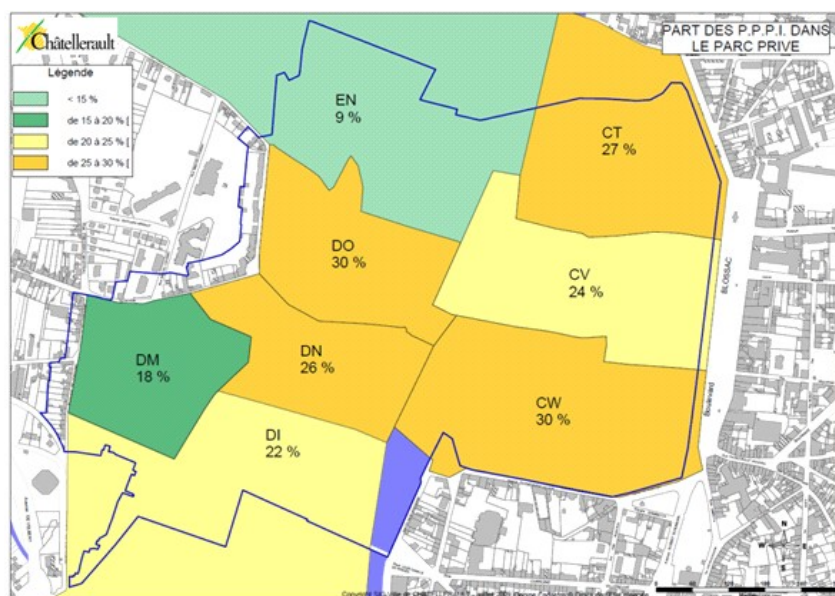 Châtellerault
PART DES P.P.P.I. DANS
LE PARC PRIVE
Légende
< 15 %
de 15 à 20 % [
de 20 à 25% [
de 25 à 30 % [
EN
9 %
CT
27 %
DO
30 %
CV
24 %
BLOSSAC
Boulevard
DM
18 %
DN
26 %
CW
30 %
DI
22 %
N
W
E